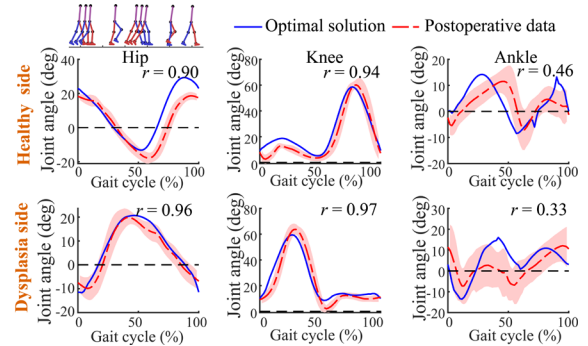 Optimal solution Postoperative data
Hip Knee Ankle
Healthy side
Joint angle (deg)
40
20
0
-20
r = 0.90
0 50 100
Gait cycle (%)
Joint angle (deg)
80
60
40
20
0
r = 0.94
0 50 100
Gait cycle (%)
Joint angle (deg)
20
10
0
-10
-20
r = 0.46
0 50 100
Gait cycle (%)
Dysplasia side
Joint angle (deg)
20
10
0
-10
-20
r = 0.96
0 50 100
Gait cycle (%)
Joint angle (deg)
80
60
40
20
0
r = 0.97
0 50 100
Gait cycle (%)
Joint angle (deg)
30
20
10
0
-10
-20
r = 0.33
0 50 100
Gait cycle (%)